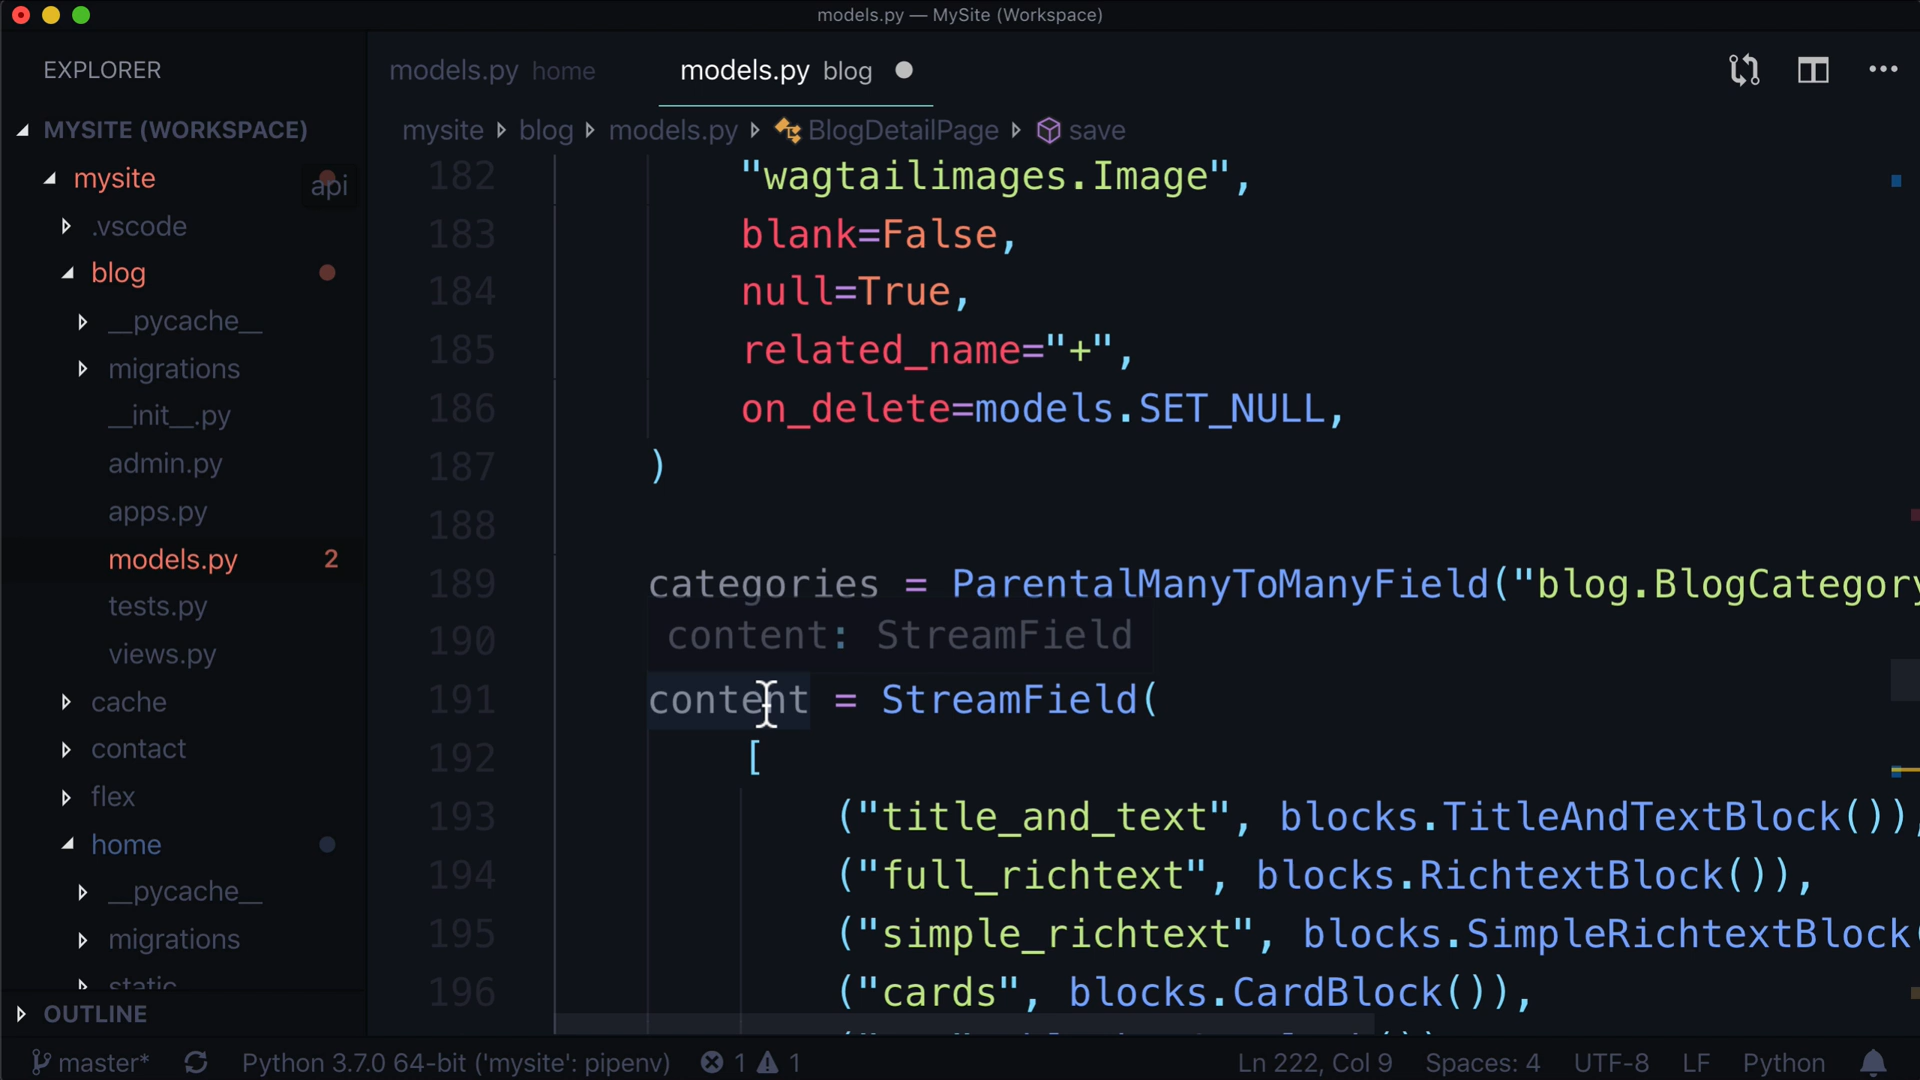 models.py — MySite (Workspace)
EXPLORER
MYSITE (WORKSPACE)
mysite
api
.vscode
blog
__pycache__
migrations
__init__.py
admin.py
apps.py
models.py 2
tests.py
views.py
cache
contact
flex
home
__pycache__
migrations
static
OUTLINE
models.py home
models.py blog
mysite blog models.py BlogDetailPage save
182 "wagtailimages.Image",
183 blank=False,
184 null=True,
185 related_name="+",
186 on_delete=models.SET_NULL,
187 )
188
189 categories = ParentalManyToManyField("blog.BlogCategory
190
content: StreamField
191 content = StreamField(
192 [
193 ("title_and_text", blocks.TitleAndTextBlock()),
194 ("full_richtext", blocks.RichtextBlock()),
195 ("simple_richtext", blocks.SimpleRichtextBlock(
196 ("cards", blocks.CardBlock()),
master* Python 3.7.0 64-bit ('mysite': pipenv) 1 1 Ln 222, Col 9 Spaces: 4 UTF-8 LF Python